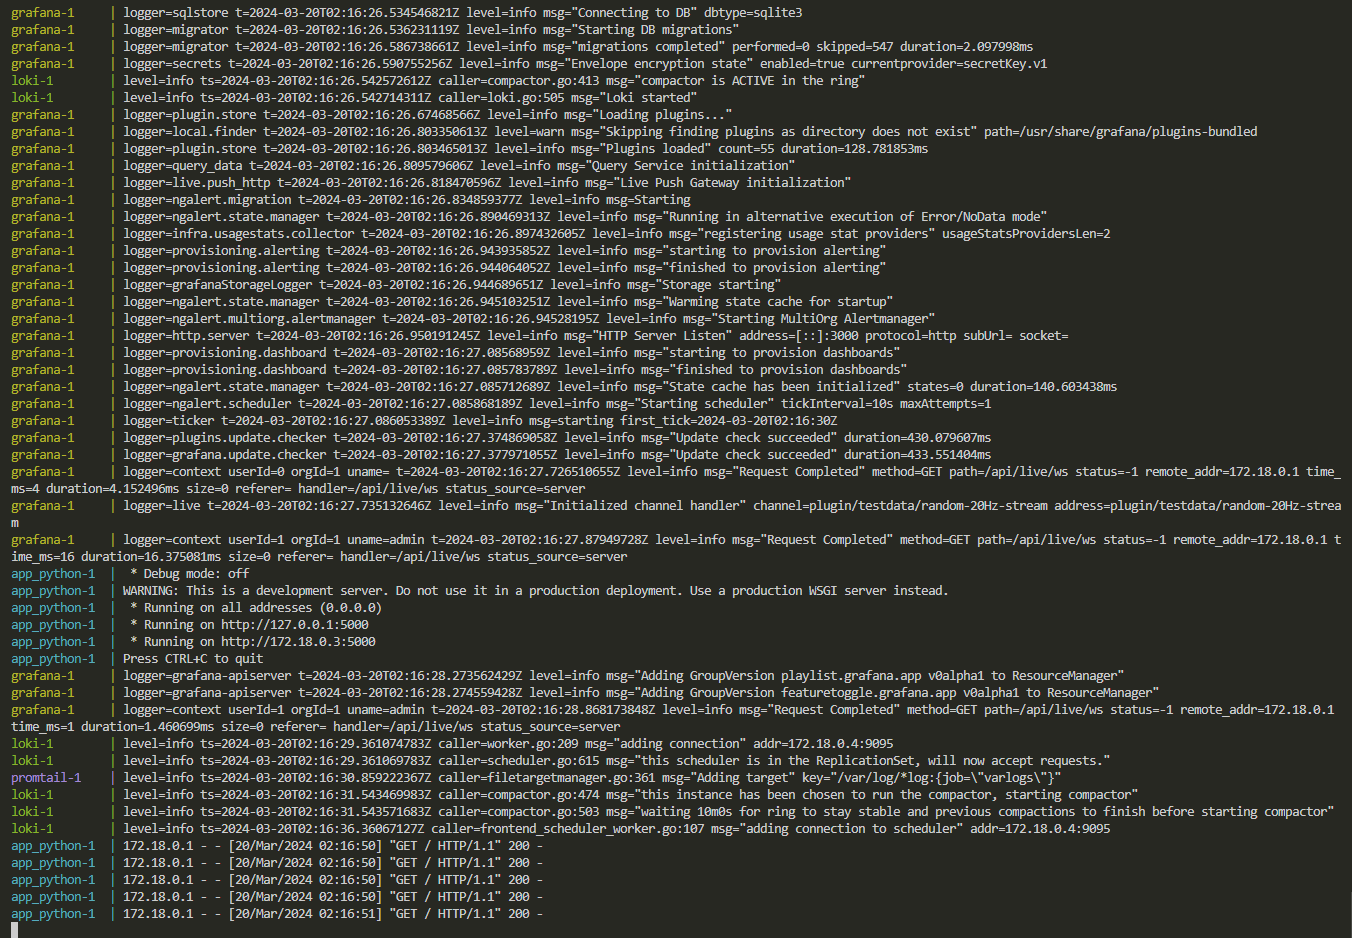 grafana-1     | logger=sqlstore t=2024-03-20T02:16:26.534546821Z level=info msg="Connecting to DB" dbtype=sqlite3
grafana-1     | logger=migrator t=2024-03-20T02:16:26.536231119Z level=info msg="Starting DB migrations"
grafana-1     | logger=migrator t=2024-03-20T02:16:26.586738661Z level=info msg="migrations completed" performed=0 skipped=547 duration=2.097998ms
grafana-1     | logger=secrets t=2024-03-20T02:16:26.590755256Z level=info msg="Envelope encryption state" enabled=true currentprovider=secretKey.v1
loki-1        | level=info ts=2024-03-20T02:16:26.542572612Z caller=compactor.go:413 msg="compactor is ACTIVE in the ring"
loki-1        | level=info ts=2024-03-20T02:16:26.542714311Z caller=loki.go:505 msg="Loki started"
grafana-1     | logger=plugin.store t=2024-03-20T02:16:26.67468566Z level=info msg="Loading plugins..."
grafana-1     | logger=local.finder t=2024-03-20T02:16:26.803350613Z level=warn msg="Skipping finding plugins as directory does not exist" path=/usr/share/grafana/plugins-bundled
grafana-1     | logger=plugin.store t=2024-03-20T02:16:26.803465013Z level=info msg="Plugins loaded" count=55 duration=128.781853ms
grafana-1     | logger=query_data t=2024-03-20T02:16:26.809579606Z level=info msg="Query Service initialization"
grafana-1     | logger=live.push_http t=2024-03-20T02:16:26.818470596Z level=info msg="Live Push Gateway initialization"
grafana-1     | logger=ngalert.migration t=2024-03-20T02:16:26.834859377Z level=info msg=Starting
grafana-1     | logger=ngalert.state.manager t=2024-03-20T02:16:26.890469313Z level=info msg="Running in alternative execution of Error/NoData mode"
grafana-1     | logger=infra.usagestats.collector t=2024-03-20T02:16:26.897432605Z level=info msg="registering usage stat providers" usageStatsProvidersLen=2
grafana-1     | logger=provisioning.alerting t=2024-03-20T02:16:26.943935852Z level=info msg="starting to provision alerting"
grafana-1     | logger=provisioning.alerting t=2024-03-20T02:16:26.944064052Z level=info msg="finished to provision alerting"
grafana-1     | logger=grafanaStorageLogger t=2024-03-20T02:16:26.944689651Z level=info msg="Storage starting"
grafana-1     | logger=ngalert.state.manager t=2024-03-20T02:16:26.945103251Z level=info msg="Warming state cache for startup"
grafana-1     | logger=ngalert.multiorg.alertmanager t=2024-03-20T02:16:26.94528195Z level=info msg="Starting MultiOrg Alertmanager"
grafana-1     | logger=http.server t=2024-03-20T02:16:26.950191245Z level=info msg="HTTP Server Listen" address=[::]:3000 protocol=http subUrl= socket=
grafana-1     | logger=provisioning.dashboard t=2024-03-20T02:16:27.08568959Z level=info msg="starting to provision dashboards"
grafana-1     | logger=provisioning.dashboard t=2024-03-20T02:16:27.085783789Z level=info msg="finished to provision dashboards"
grafana-1     | logger=ngalert.state.manager t=2024-03-20T02:16:27.085712689Z level=info msg="State cache has been initialized" states=0 duration=140.603438ms
grafana-1     | logger=ngalert.scheduler t=2024-03-20T02:16:27.085868189Z level=info msg="Starting scheduler" tickInterval=10s maxAttempts=1
grafana-1     | logger=ticker t=2024-03-20T02:16:27.086053389Z level=info msg=starting first_tick=2024-03-20T02:16:30Z
grafana-1     | logger=plugins.update.checker t=2024-03-20T02:16:27.374869058Z level=info msg="Update check succeeded" duration=430.079607ms
grafana-1     | logger=grafana.update.checker t=2024-03-20T02:16:27.377971055Z level=info msg="Update check succeeded" duration=433.551404ms
grafana-1     | logger=context userId=0 orgId=1 uname= t=2024-03-20T02:16:27.726510655Z level=info msg="Request Completed" method=GET path=/api/live/ws status=-1 remote_addr=172.18.0.1 time_
ms=4 duration=4.152496ms size=0 referer= handler=/api/live/ws status_source=server
grafana-1     | logger=live t=2024-03-20T02:16:27.735132646Z level=info msg="Initialized channel handler" channel=plugin/testdata/random-20Hz-stream address=plugin/testdata/random-20Hz-strea
m
grafana-1     | logger=context userId=1 orgId=1 uname=admin t=2024-03-20T02:16:27.87949728Z level=info msg="Request Completed" method=GET path=/api/live/ws status=-1 remote_addr=172.18.0.1 t
ime_ms=16 duration=16.375081ms size=0 referer= handler=/api/live/ws status_source=server
app_python-1  |  * Debug mode: off
app_python-1  | WARNING: This is a development server. Do not use it in a production deployment. Use a production WSGI server instead.
app_python-1  |  * Running on all addresses (0.0.0.0)
app_python-1  |  * Running on http://127.0.0.1:5000
app_python-1  |  * Running on http://172.18.0.3:5000
app_python-1  | Press CTRL+C to quit
grafana-1     | logger=grafana-apiserver t=2024-03-20T02:16:28.273562429Z level=info msg="Adding GroupVersion playlist.grafana.app v0alpha1 to ResourceManager"
grafana-1     | logger=grafana-apiserver t=2024-03-20T02:16:28.274559428Z level=info msg="Adding GroupVersion featuretoggle.grafana.app v0alpha1 to ResourceManager"
grafana-1     | logger=context userId=1 orgId=1 uname=admin t=2024-03-20T02:16:28.868173848Z level=info msg="Request Completed" method=GET path=/api/live/ws status=-1 remote_addr=172.18.0.1
time_ms=1 duration=1.460699ms size=0 referer= handler=/api/live/ws status_source=server
loki-1        | level=info ts=2024-03-20T02:16:29.361074783Z caller=worker.go:209 msg="adding connection" addr=172.18.0.4:9095
loki-1        | level=info ts=2024-03-20T02:16:29.361069783Z caller=scheduler.go:615 msg="this scheduler is in the ReplicationSet, will now accept requests."
promtail-1    | level=info ts=2024-03-20T02:16:30.859222367Z caller=filetargetmanager.go:361 msg="Adding target" key="/var/log/*log:{job=\"varlogs\"}"
loki-1        | level=info ts=2024-03-20T02:16:31.543469983Z caller=compactor.go:474 msg="this instance has been chosen to run the compactor, starting compactor"
loki-1        | level=info ts=2024-03-20T02:16:31.543571683Z caller=compactor.go:503 msg="waiting 10m0s for ring to stay stable and previous compactions to finish before starting compactor"
loki-1        | level=info ts=2024-03-20T02:16:36.36067127Z caller=frontend_scheduler_worker.go:107 msg="adding connection to scheduler" addr=172.18.0.4:9095
app_python-1  | 172.18.0.1 - - [20/Mar/2024 02:16:50] "GET / HTTP/1.1" 200 -
app_python-1  | 172.18.0.1 - - [20/Mar/2024 02:16:50] "GET / HTTP/1.1" 200 -
app_python-1  | 172.18.0.1 - - [20/Mar/2024 02:16:50] "GET / HTTP/1.1" 200 -
app_python-1  | 172.18.0.1 - - [20/Mar/2024 02:16:50] "GET / HTTP/1.1" 200 -
app_python-1  | 172.18.0.1 - - [20/Mar/2024 02:16:51] "GET / HTTP/1.1" 200 -